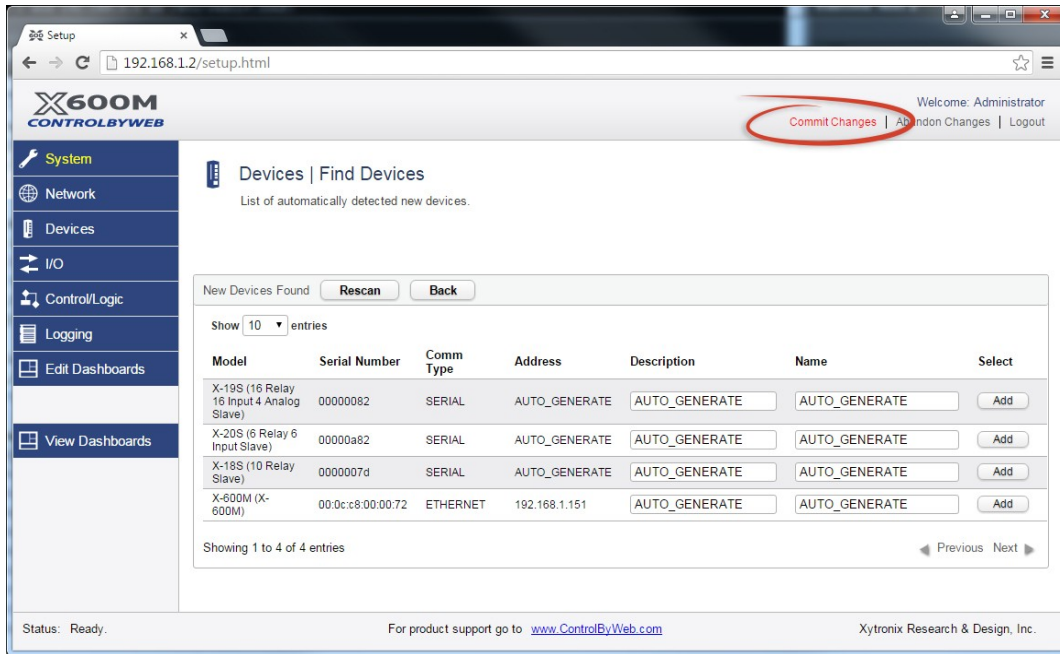 Setup
192.168.1.2/setup.html
X600M
CONTROLBYWEB
Welcome: Administrator
Commit Changes | Abandon Changes | Logout
System
Network
Devices
I/O
Control/Logic
Logging
Edit Dashboards
View Dashboards
Devices | Find Devices
List of automatically detected new devices.
New Devices Found Rescan Back
Show 10 entries
Model Serial Number Comm Type Address Description Name Select
X-19S (16 Relay
16 Input 4 Analog
Slave) 00000082 SERIAL AUTO_GENERATE AUTO_GENERATE AUTO_GENERATE Add
X-20S (6 Relay 6
Input Slave) 00000a82 SERIAL AUTO_GENERATE AUTO_GENERATE AUTO_GENERATE Add
X-18S (10 Relay
Slave) 0000007d SERIAL AUTO_GENERATE AUTO_GENERATE AUTO_GENERATE Add
X-600M (X-
600M) 00:0c:c8:00:00:72 ETHERNET 192.168.1.151 AUTO_GENERATE AUTO_GENERATE Add
Showing 1 to 4 of 4 entries Previous Next
Status: Ready. For product support go to www.ControlByWeb.com Xytronix Research & Design, Inc.